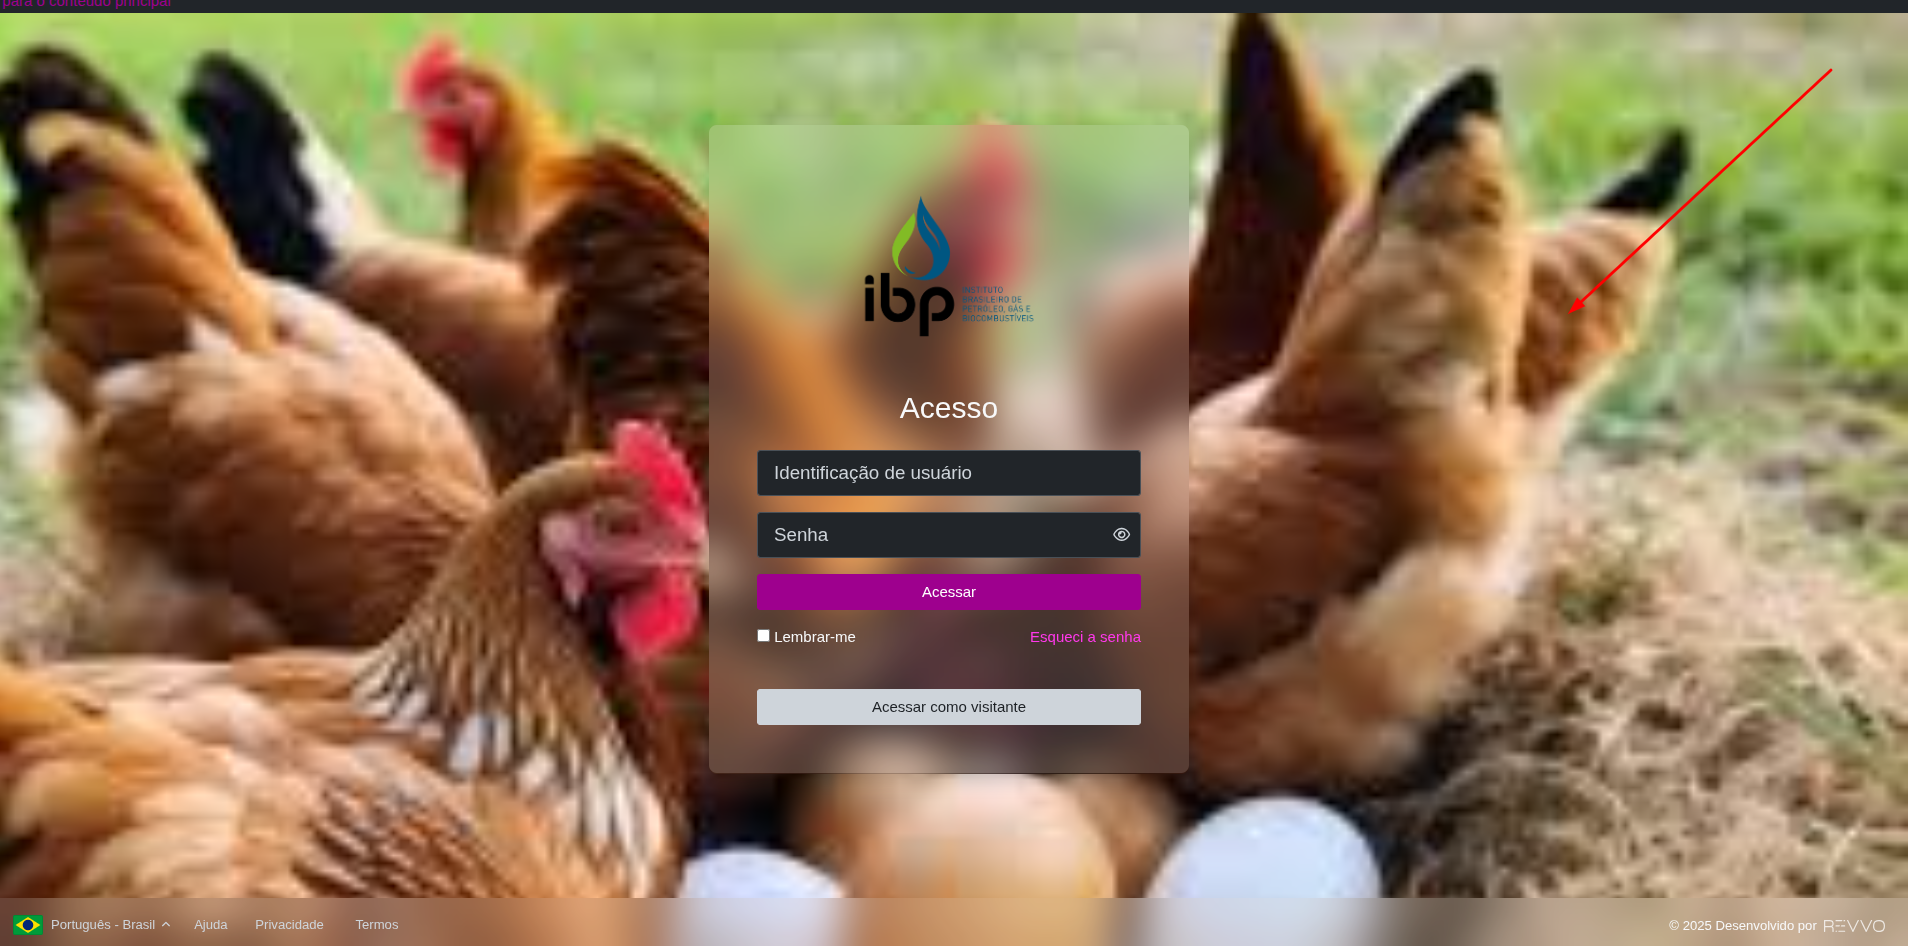 para o conteúdo principal
ibp
INSTITUTO
BRASILEIRO DE
PETRÓLEO, GÁS E
BIOCOMBUSTÍVEIS
Acesso
Identificação de usuário
Senha
Acessar
Lembrar-me
Esqueci a senha
Acessar como visitante
Português - Brasil
Ajuda
Privacidade
Termos
© 2025 Desenvolvido por REVVO